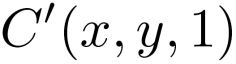 C′(x, y, 1)